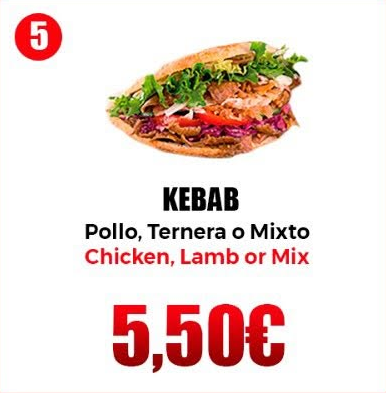 5
KEBAB
Pollo, Ternera o Mixto
Chicken, Lamb or Mix
5,50€